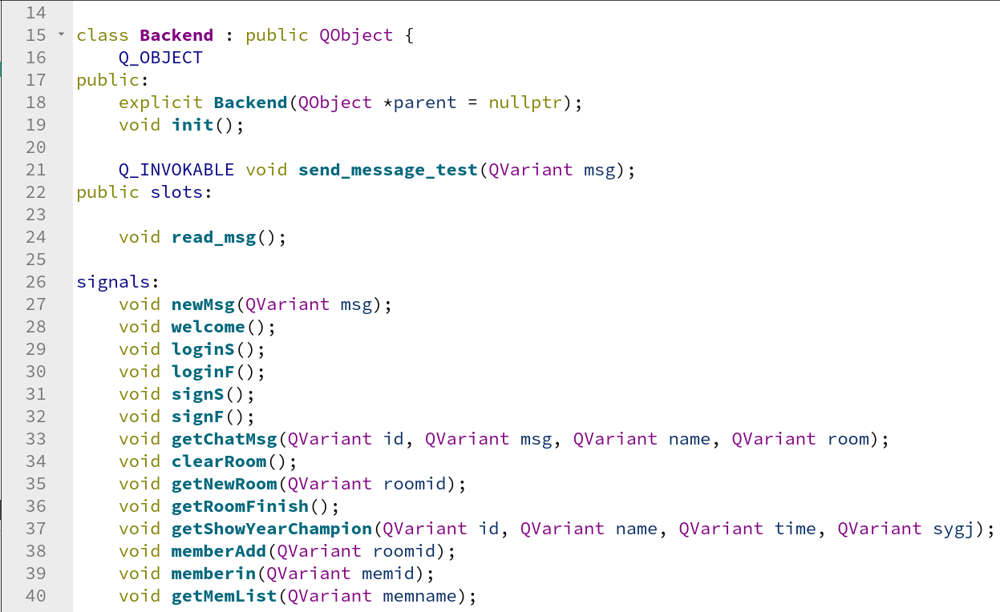 14
15 class Backend : public QObject {
16     Q_OBJECT
17 public:
18     explicit Backend(QObject *parent = nullptr);
19     void init();
20
21     Q_INVOKABLE void send_message_test(QVariant msg);
22 public slots:
23
24     void read_msg();
25
26 signals:
27     void newMsg(QVariant msg);
28     void welcome();
29     void loginS();
30     void loginF();
31     void signS();
32     void signF();
33     void getChatMsg(QVariant id, QVariant msg, QVariant name, QVariant room);
34     void clearRoom();
35     void getNewRoom(QVariant roomid);
36     void getRoomFinish();
37     void getShowYearChampion(QVariant id, QVariant name, QVariant time, QVariant sygj);
38     void memberAdd(QVariant roomid);
39     void memberin(QVariant memid);
40     void getMemList(QVariant memname);